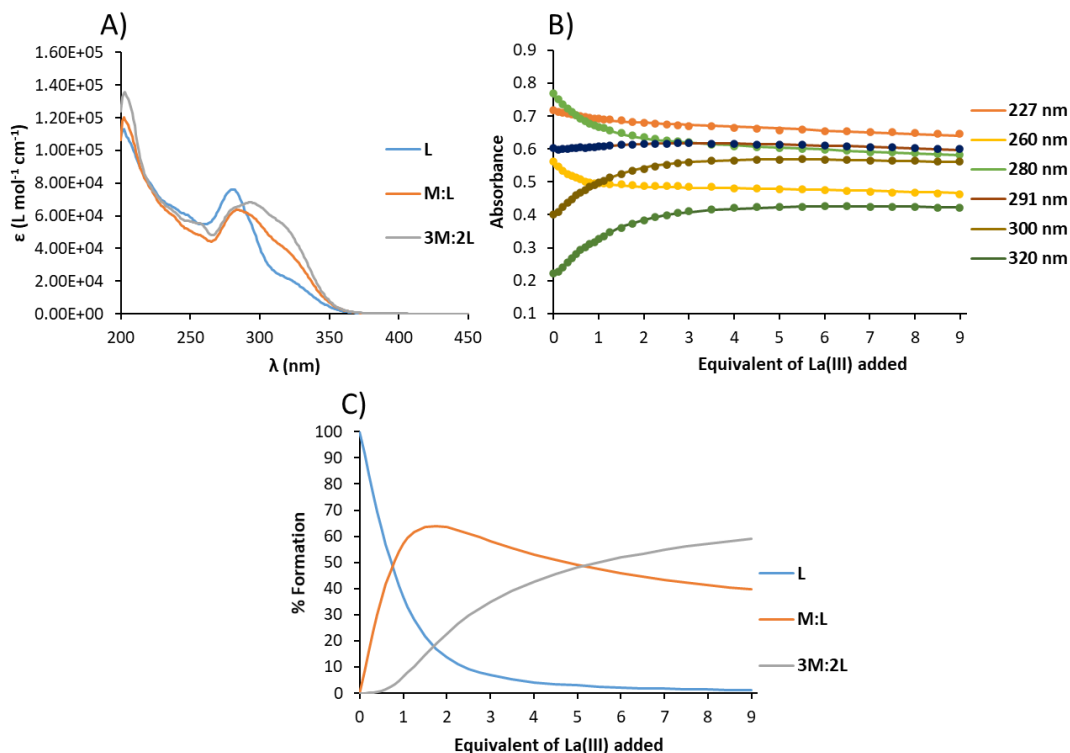 A)
1.60E+05
1.40E+05
1.20E+05
1.00E+05
8.00E+04
6.00E+04
4.00E+04
2.00E+04
0.00E+00
ε (L mol⁻¹ cm⁻¹)
200 250 300 350 400 450
λ (nm)
L
M:L
3M:2L
B)
0.9
0.8
0.7
0.6
0.5
0.4
0.3
0.2
0.1
Absorbance
0 1 2 3 4 5 6 7 8 9
Equivalent of La(III) added
227 nm
260 nm
280 nm
291 nm
300 nm
320 nm
C)
100
90
80
70
60
50
40
30
20
10
0
% Formation
0 1 2 3 4 5 6 7 8 9
Equivalent of La(III) added
L
M:L
3M:2L